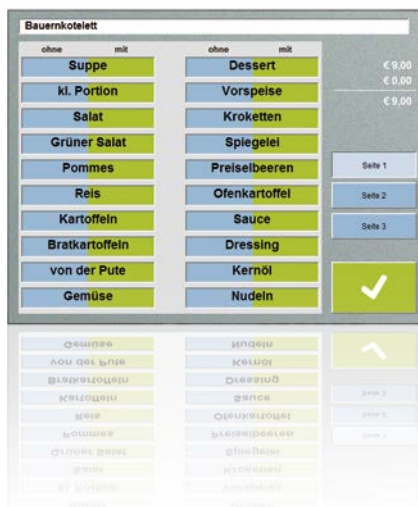 Bauernkotelett
ohne mit ohne mit
Suppe Dessert € 9,00
kl. Portion Vorspeise € 0,00
Salat Kroketten € 9,00
Grüner Salat Spiegelei
Pommes Preiselbeeren Seite 1
Reis Ofenkartoffel Seite 2
Kartoffeln Sauce Seite 3
Bratkartoffeln Dressing
von der Pute Kernöl
Gemüse Nudeln